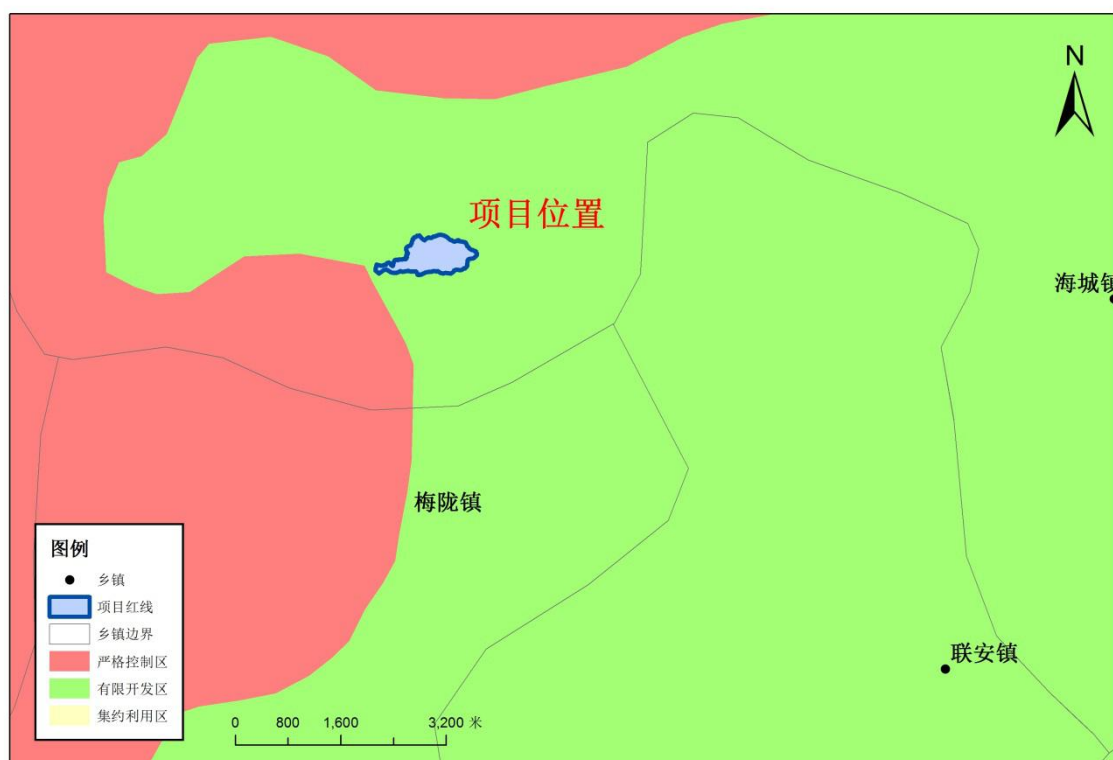 N
项目位置
海城镇
梅陇镇
联安镇
图例
乡镇
项目红线
乡镇边界
严格控制区
有限开发区
集约利用区
0 800 1,600 3,200 米